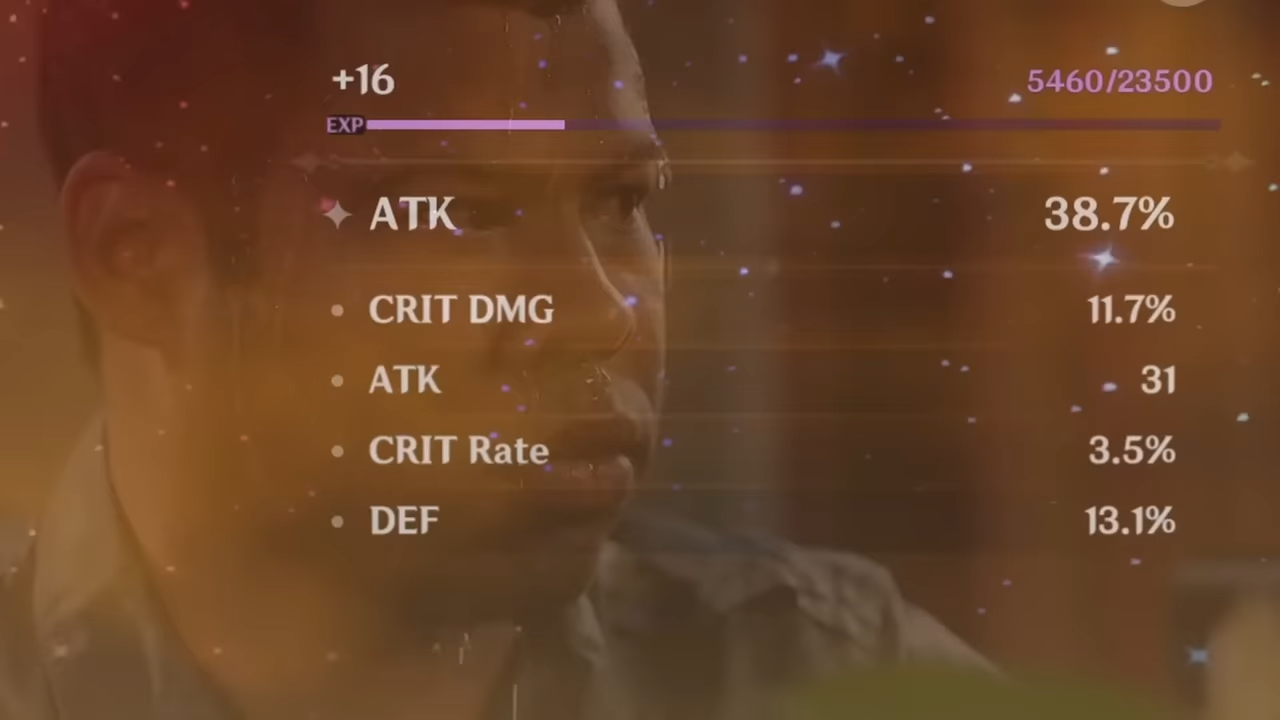 +16 5460/23500
EXP
ATK 38.7%
CRIT DMG 11.7%
ATK 31
CRIT Rate 3.5%
DEF 13.1%